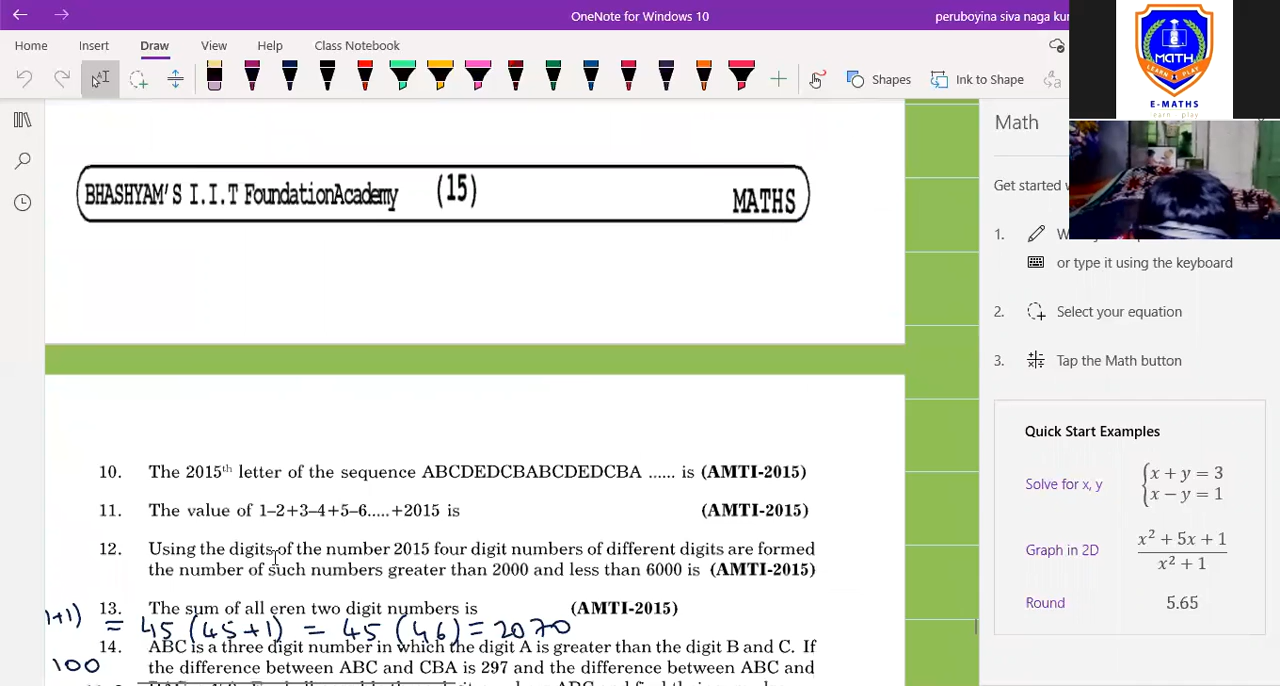 OneNote for Windows 10
peruboyina siva naga kur
Home Insert Draw View Help Class Notebook
Shapes Ink to Shape
MATH
LEARN PLAY
E-MATHS
earn - play
Math
Get started
BHASHYAM'S I.I.T FoundationAcademy (15) MATHS
1.
or type it using the keyboard
2. Select your equation
3. Tap the Math button
Quick Start Examples
Solve for x, y { x + y = 3
x − y = 1
Graph in 2D x² + 5x + 1
x² + 1
Round 5.65
10. The 2015th letter of the sequence ABCDEDCBABCDEDCBA ...... is (AMTI-2015)
11. The value of 1–2+3–4+5–6.....+2015 is (AMTI-2015)
12. Using the digits of the number 2015 four digit numbers of different digits are formed
the number of such numbers greater than 2000 and less than 6000 is (AMTI-2015)
13. The sum of all eren two digit numbers is (AMTI-2015)
1+1) = 45 (45+1) = 45 (46) = 2070
14. ABC is a three digit number in which the digit A is greater than the digit B and C. If
100 the difference between ABC and CBA is 297 and the difference between ABC and